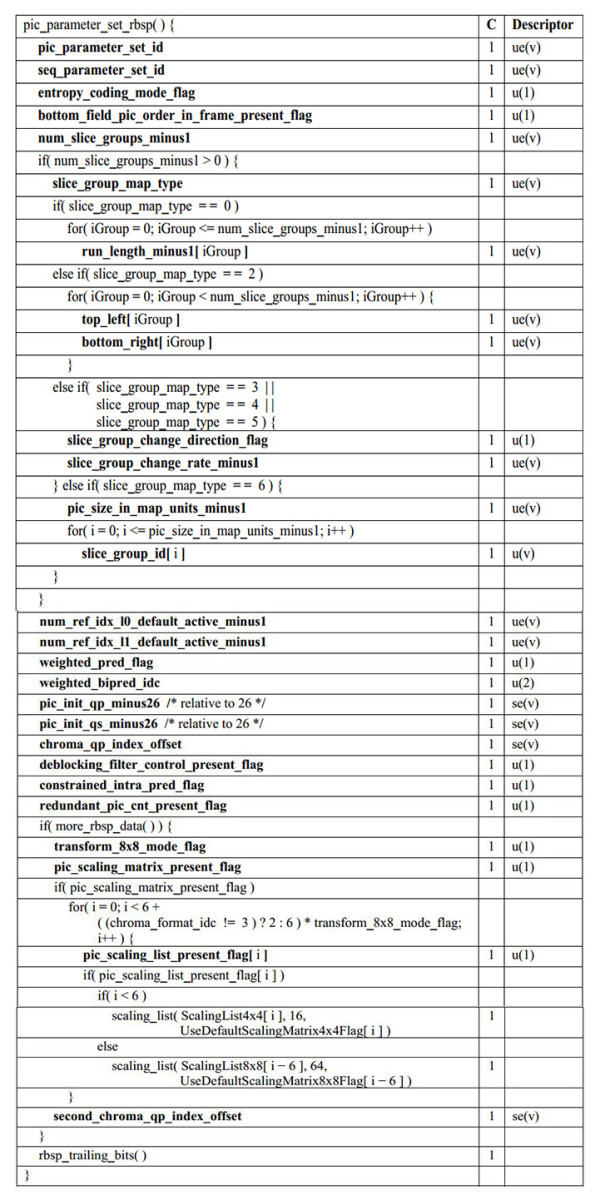 pic_parameter_set_rbsp( ) { C Descriptor
pic_parameter_set_id 1 ue(v)
seq_parameter_set_id 1 ue(v)
entropy_coding_mode_flag 1 u(1)
bottom_field_pic_order_in_frame_present_flag 1 u(1)
num_slice_groups_minus1 1 ue(v)
if( num_slice_groups_minus1 > 0 ) {
slice_group_map_type 1 ue(v)
if( slice_group_map_type = = 0 )
for( iGroup = 0; iGroup <= num_slice_groups_minus1; iGroup++ )
run_length_minus1[ iGroup ] 1 ue(v)
else if( slice_group_map_type = = 2 )
for( iGroup = 0; iGroup < num_slice_groups_minus1; iGroup++ ) {
top_left[ iGroup ] 1 ue(v)
bottom_right[ iGroup ] 1 ue(v)
}
else if( slice_group_map_type = = 3 | |
slice_group_map_type = = 4 | |
slice_group_map_type = = 5 ) {
slice_group_change_direction_flag 1 u(1)
slice_group_change_rate_minus1 1 ue(v)
} else if( slice_group_map_type = = 6 ) {
pic_size_in_map_units_minus1 1 ue(v)
for( i = 0; i <= pic_size_in_map_units_minus1; i++ )
slice_group_id[ i ] 1 u(v)
}
}
num_ref_idx_l0_default_active_minus1 1 ue(v)
num_ref_idx_l1_default_active_minus1 1 ue(v)
weighted_pred_flag 1 u(1)
weighted_bipred_idc 1 u(2)
pic_init_qp_minus26 /* relative to 26 */ 1 se(v)
pic_init_qs_minus26 /* relative to 26 */ 1 se(v)
chroma_qp_index_offset 1 se(v)
deblocking_filter_control_present_flag 1 u(1)
constrained_intra_pred_flag 1 u(1)
redundant_pic_cnt_present_flag 1 u(1)
if( more_rbsp_data( ) ) {
transform_8x8_mode_flag 1 u(1)
pic_scaling_matrix_present_flag 1 u(1)
if( pic_scaling_matrix_present_flag )
for( i = 0; i < 6 +
( (chroma_format_idc != 3 ) ? 2 : 6 ) * transform_8x8_mode_flag;
i++ ) {
pic_scaling_list_present_flag[ i ] 1 u(1)
if( pic_scaling_list_present_flag[ i ] )
if( i < 6 )
scaling_list( ScalingList4x4[ i ], 16, 1
UseDefaultScalingMatrix4x4Flag[ i ] )
else
scaling_list( ScalingList8x8[ i − 6 ], 64, 1
UseDefaultScalingMatrix8x8Flag[ i − 6 ] )
}
second_chroma_qp_index_offset 1 se(v)
}
rbsp_trailing_bits( ) 1
}